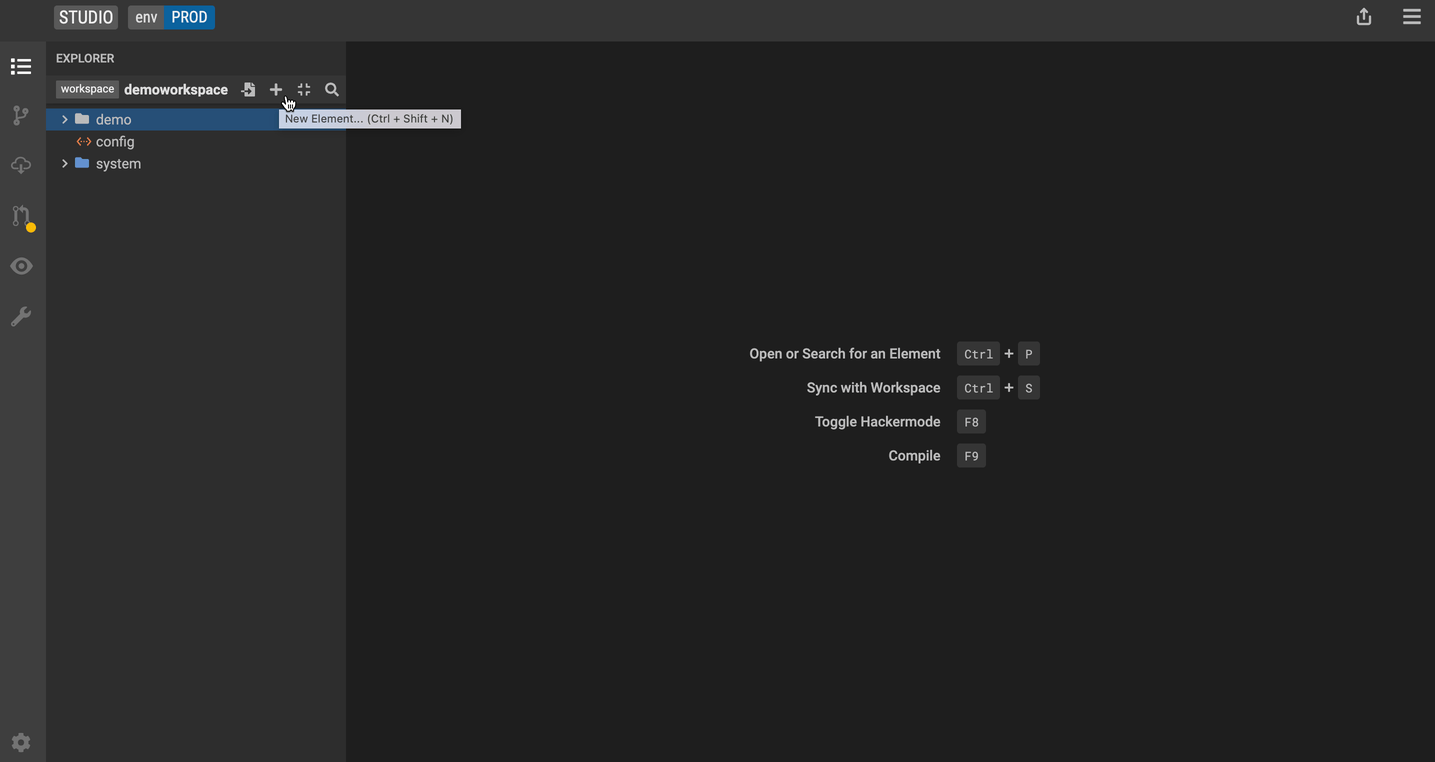 STUDIO env PROD
EXPLORER
workspace demoworkspace
demo
New Element... (Ctrl + Shift + N)
config
system
Open or Search for an Element Ctrl + P
Sync with Workspace Ctrl + S
Toggle Hackermode F8
Compile F9